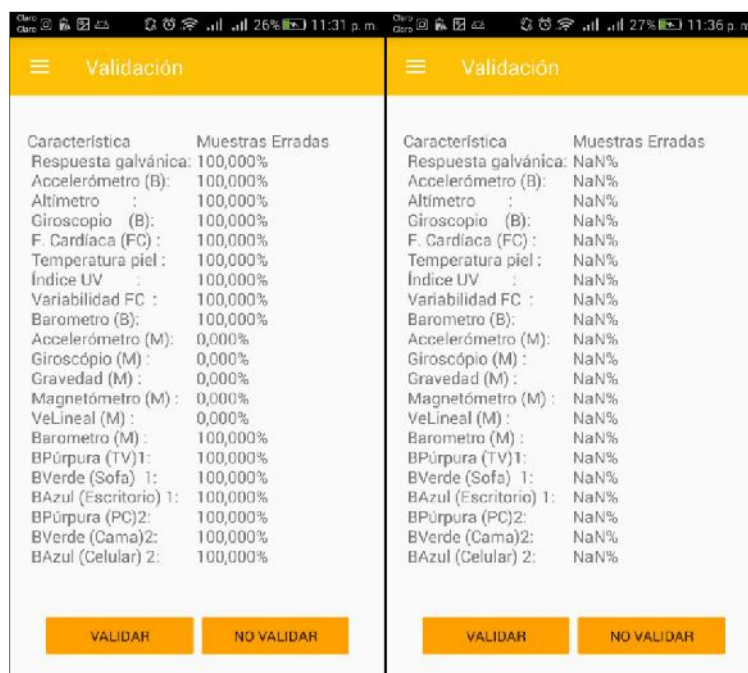 Claro
Claro 26% 11:31 p. m.
Validación
Característica Muestras Erradas
Respuesta galvánica: 100,000%
Accelerómetro (B): 100,000%
Altímetro : 100,000%
Giroscopio (B): 100,000%
F. Cardíaca (FC) : 100,000%
Temperatura piel : 100,000%
Índice UV : 100,000%
Variabilidad FC : 100,000%
Barometro (B): 100,000%
Accelerómetro (M): 0,000%
Giroscópio (M) : 0,000%
Gravedad (M) : 0,000%
Magnetómetro (M) : 0,000%
VeLineal (M) : 0,000%
Barometro (M) : 100,000%
BPúrpura (TV)1: 100,000%
BVerde (Sofa) 1: 100,000%
BAzul (Escritorio) 1: 100,000%
BPúrpura (PC)2: 100,000%
BVerde (Cama)2: 100,000%
BAzul (Celular) 2: 100,000%
VALIDAR NO VALIDAR
Claro
Claro 27% 11:36 p. m
Validación
Característica Muestras Erradas
Respuesta galvánica: NaN%
Accelerómetro (B): NaN%
Altímetro : NaN%
Giroscopio (B): NaN%
F. Cardíaca (FC) : NaN%
Temperatura piel : NaN%
Índice UV : NaN%
Variabilidad FC : NaN%
Barometro (B): NaN%
Accelerómetro (M): NaN%
Giroscópio (M) : NaN%
Gravedad (M) : NaN%
Magnetómetro (M) : NaN%
VeLineal (M) : NaN%
Barometro (M) : NaN%
BPúrpura (TV)1: NaN%
BVerde (Sofa) 1: NaN%
BAzul (Escritorio) 1: NaN%
BPúrpura (PC)2: NaN%
BVerde (Cama)2: NaN%
BAzul (Celular) 2: NaN%
VALIDAR NO VALIDAR